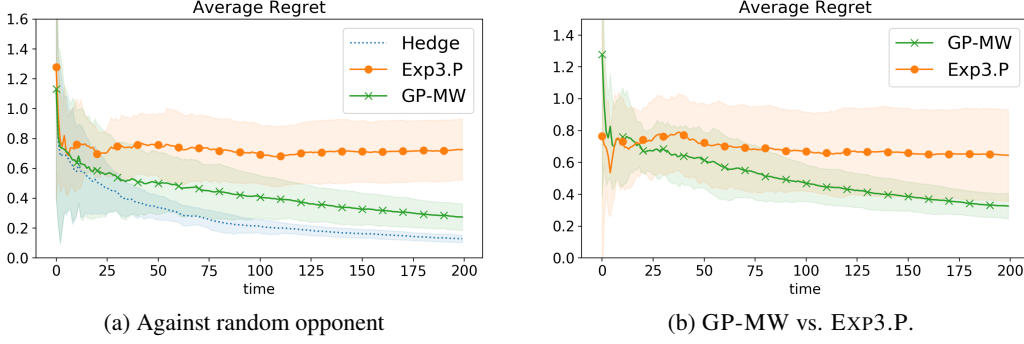 Average Regret
1.6
1.4
1.2
1.0
0.8
0.6
0.4
0.2
0.0
Hedge
Exp3.P
GP-MW
0 25 50 75 100 125 150 175 200
time
(a) Against random opponent
Average Regret
1.4
1.2
1.0
0.8
0.6
0.4
0.2
0.0
GP-MW
Exp3.P
0 25 50 75 100 125 150 175 200
time
(b) GP-MW vs. EXP3.P.